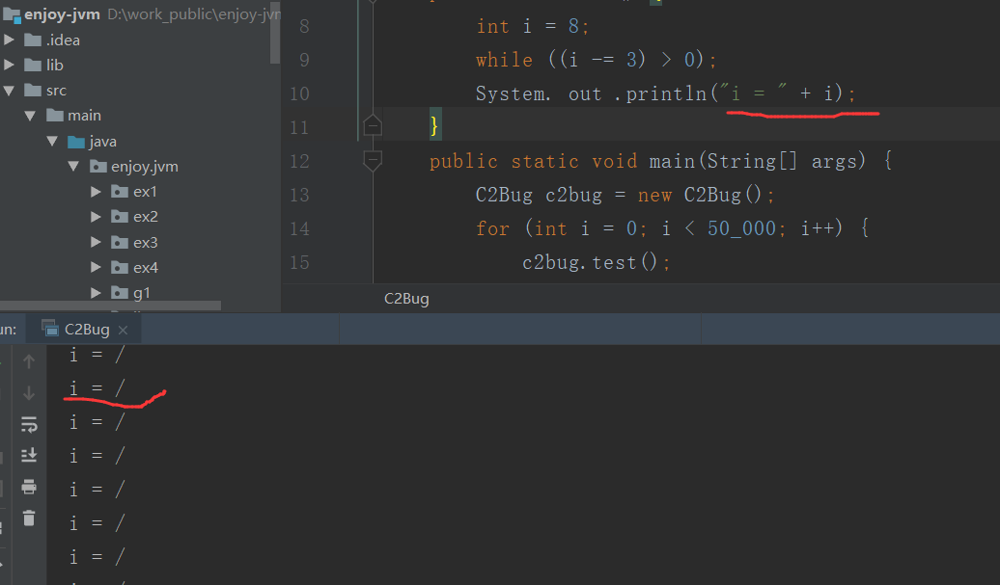 enjoy-jvm D:\work_public\enjoy-jvm
.idea
lib
src
main
java
enjoy.jvm
ex1
ex2
ex3
ex4
g1
8 int i = 8;
9 while ((i -= 3) > 0);
10 System. out .println("i = " + i);
11 }
12 public static void main(String[] args) {
13 C2Bug c2bug = new C2Bug();
14 for (int i = 0; i < 50_000; i++) {
15 c2bug.test();
C2Bug
un: C2Bug ×
i = /
i = /
i = /
i = /
i = /
i = /
i = /